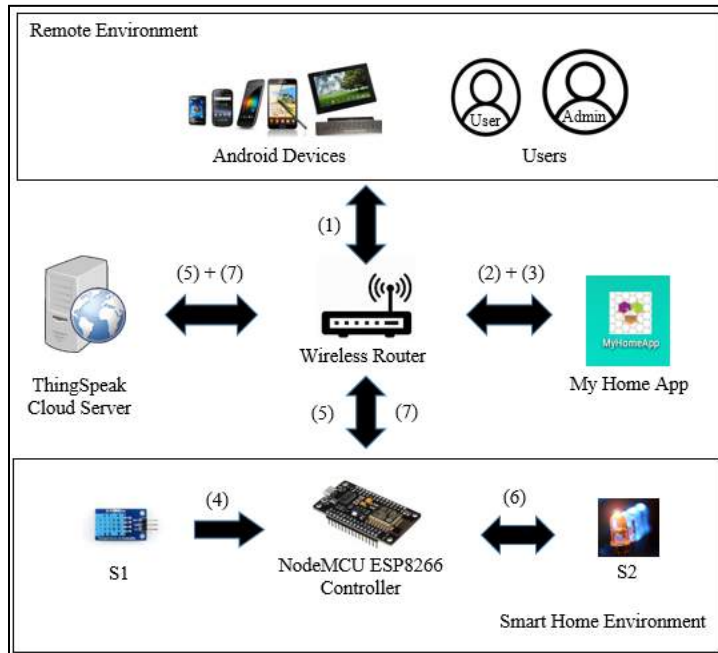 Remote Environment
User
Admin
Android Devices
Users
(1)
(5) + (7)
(2) + (3)
MyHomeApp
Wireless Router
ThingSpeak
Cloud Server
My Home App
(5)
(7)
(4)
(6)
S1
NodeMCU ESP8266
Controller
S2
Smart Home Environment